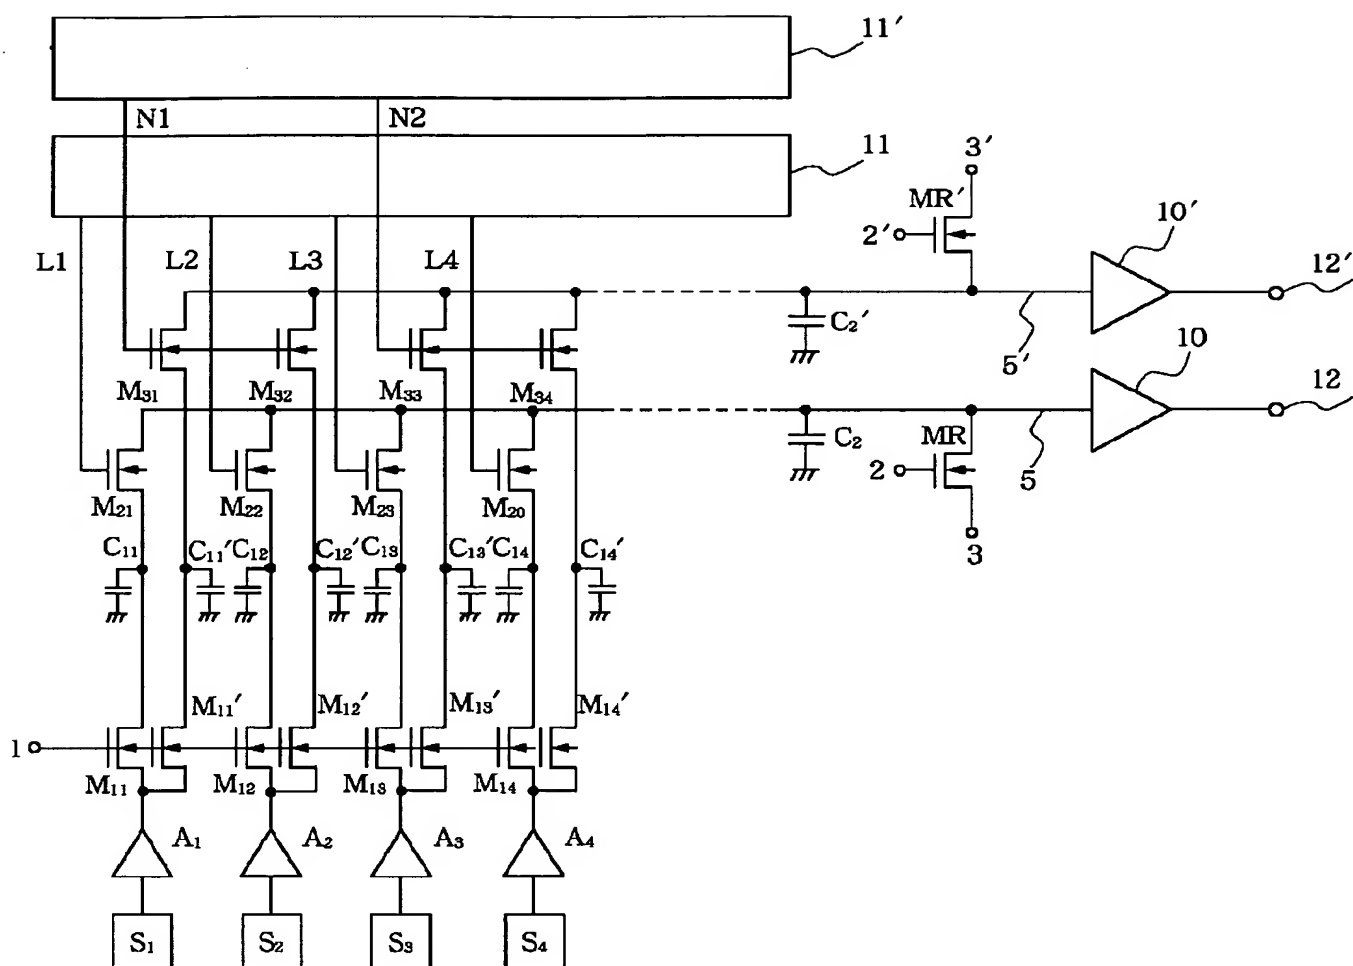 11′
N1 N2
11
3′
MR′
10′
2′
12′
L1 L2 L3 L4
C₂′
5′
10
M₃₁ M₃₂ M₃₃ M₃₄
12
C₂
MR
2
5
M₂₁ M₂₂ M₂₃ M₂₀
3
C₁₁ C₁₁′ C₁₂ C₁₂′ C₁₃ C₁₃′ C₁₄ C₁₄′
M₁₁′ M₁₂′ M₁₃′ M₁₄′
1
M₁₁ M₁₂ M₁₃ M₁₄
A₁ A₂ A₃ A₄
S₁ S₂ S₃ S₄